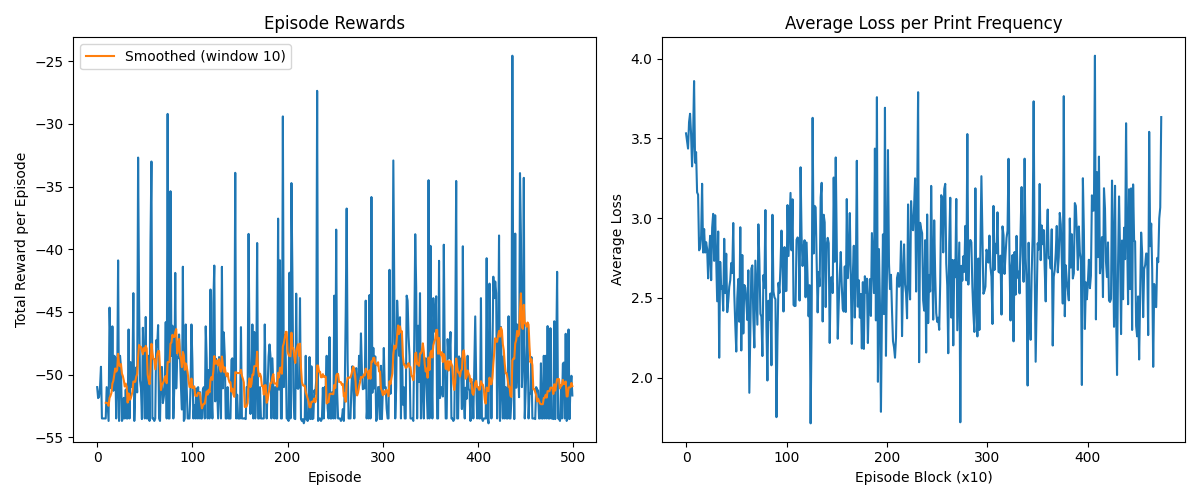 Episode Rewards
Smoothed (window 10)
−25
−30
−35
−40
−45
−50
−55
Total Reward per Episode
0 100 200 300 400 500
Episode
Average Loss per Print Frequency
4.0
3.5
3.0
2.5
2.0
Average Loss
0 100 200 300 400
Episode Block (x10)